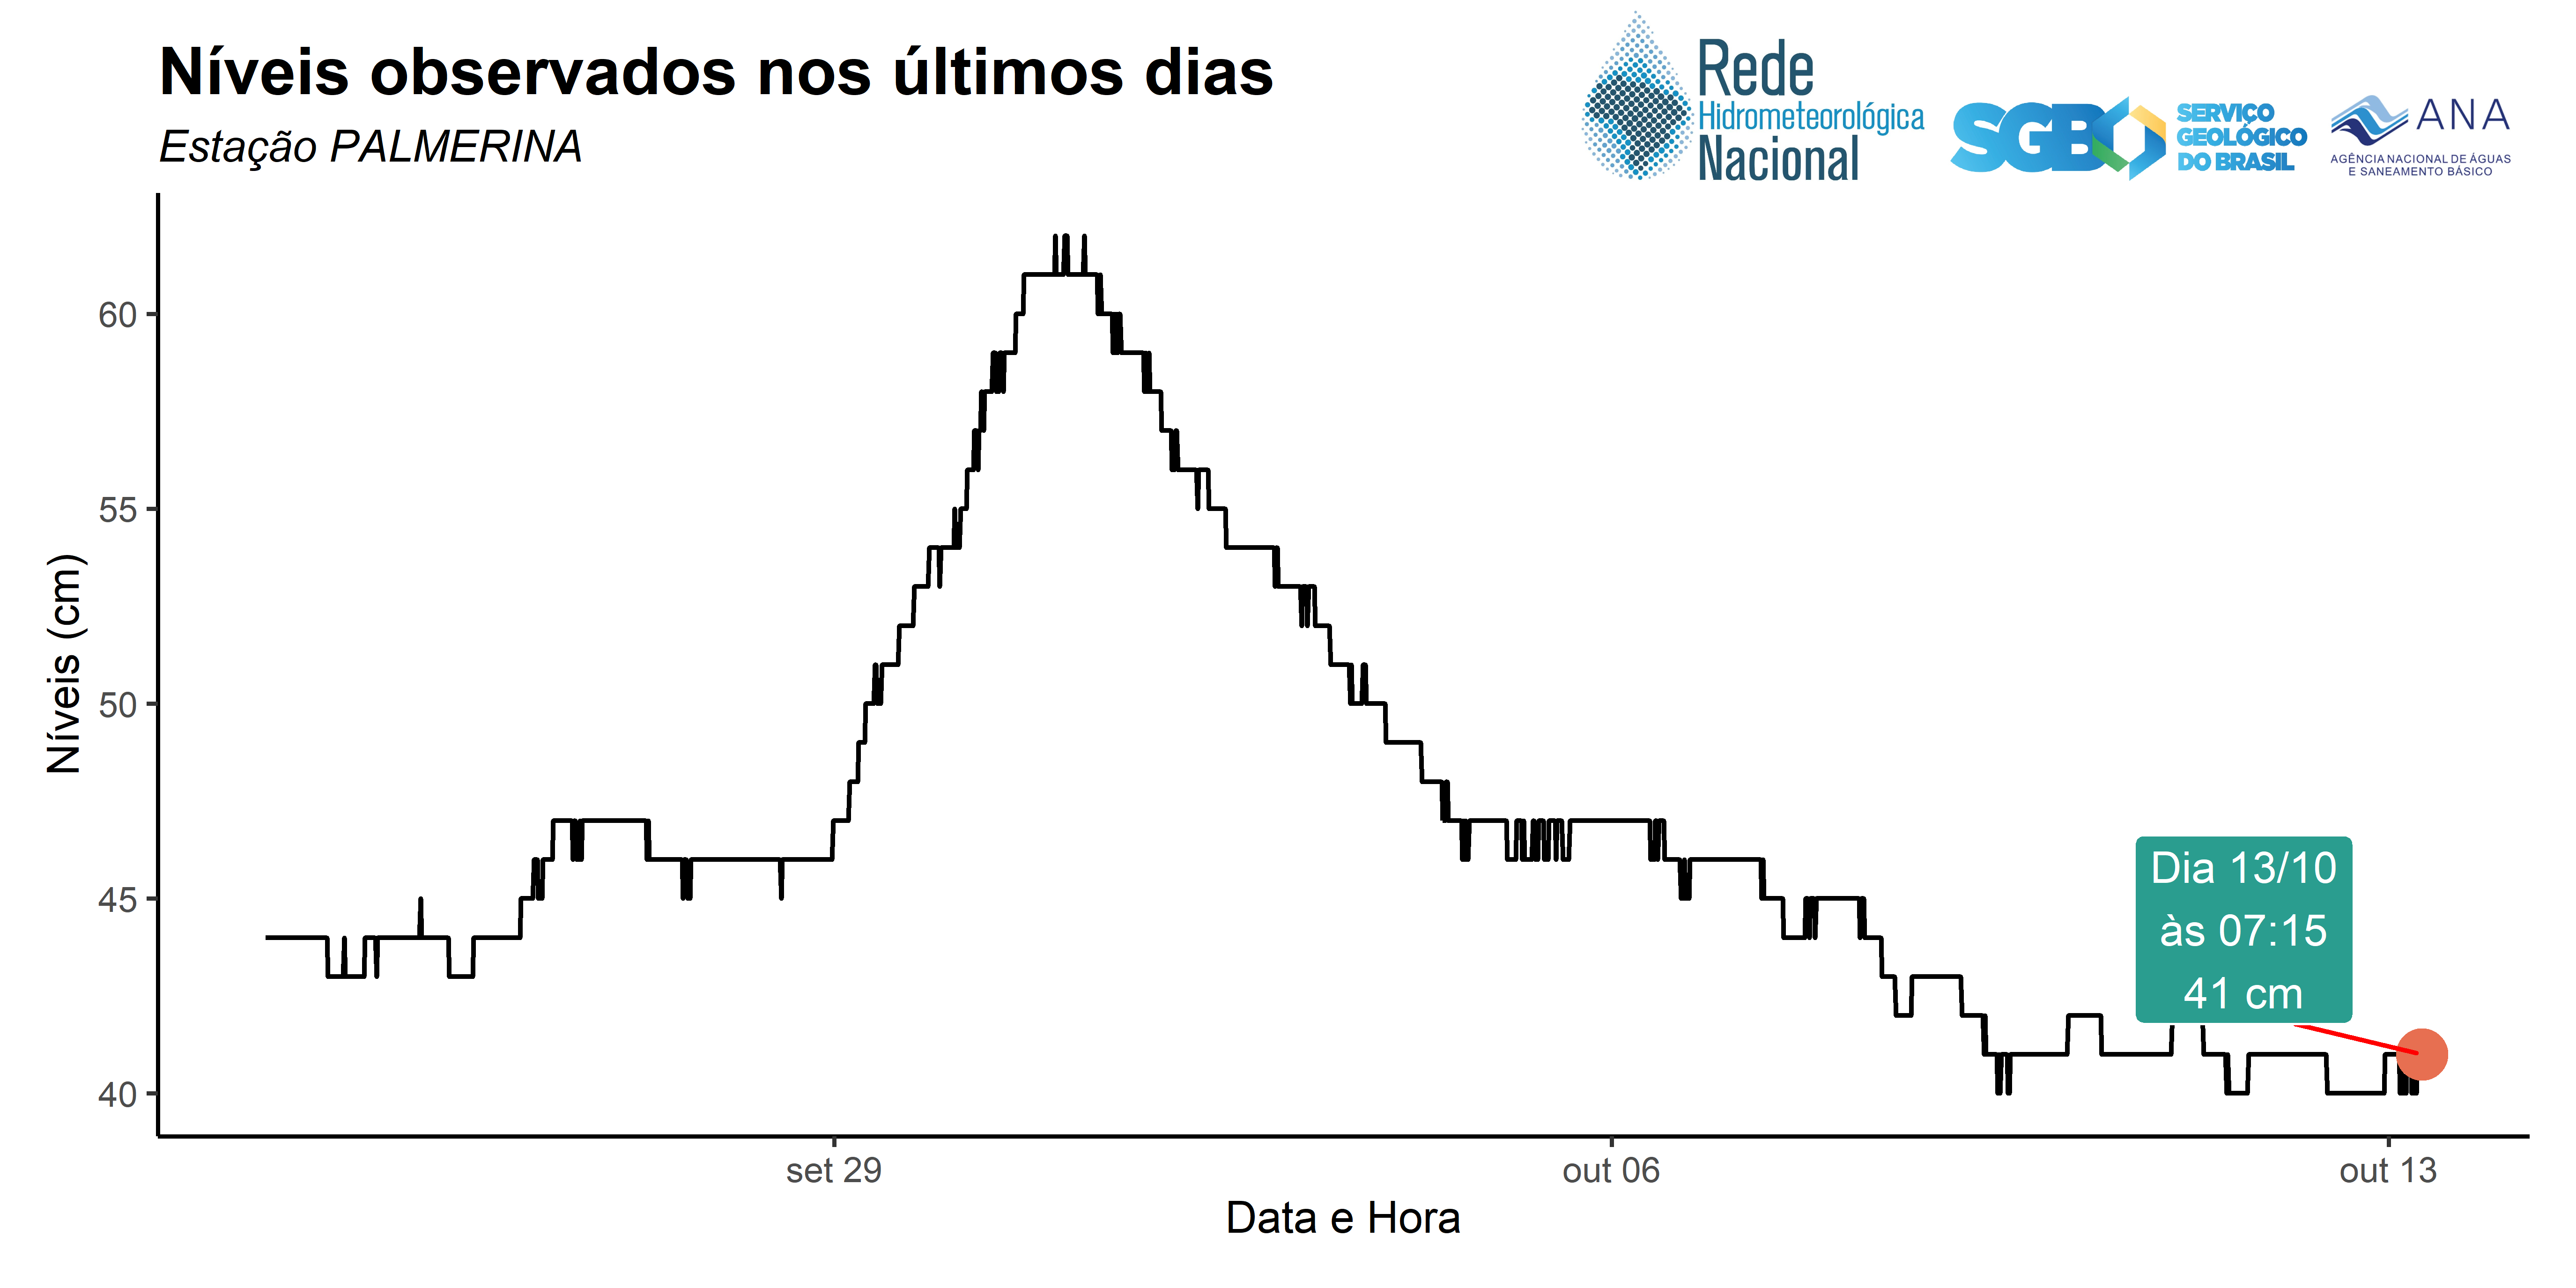 Níveis observados nos últimos dias
Estação PALMERINA
Rede
Hidrometeorológica
Nacional
SGB
SERVIÇO
GEOLÓGICO
DO BRASIL
ANA
AGÊNCIA NACIONAL DE ÁGUAS
E SANEAMENTO BÁSICO
Níveis (cm)
60
55
50
45
40
Dia 13/10
às 07:15
41 cm
set 29
out 06
out 13
Data e Hora